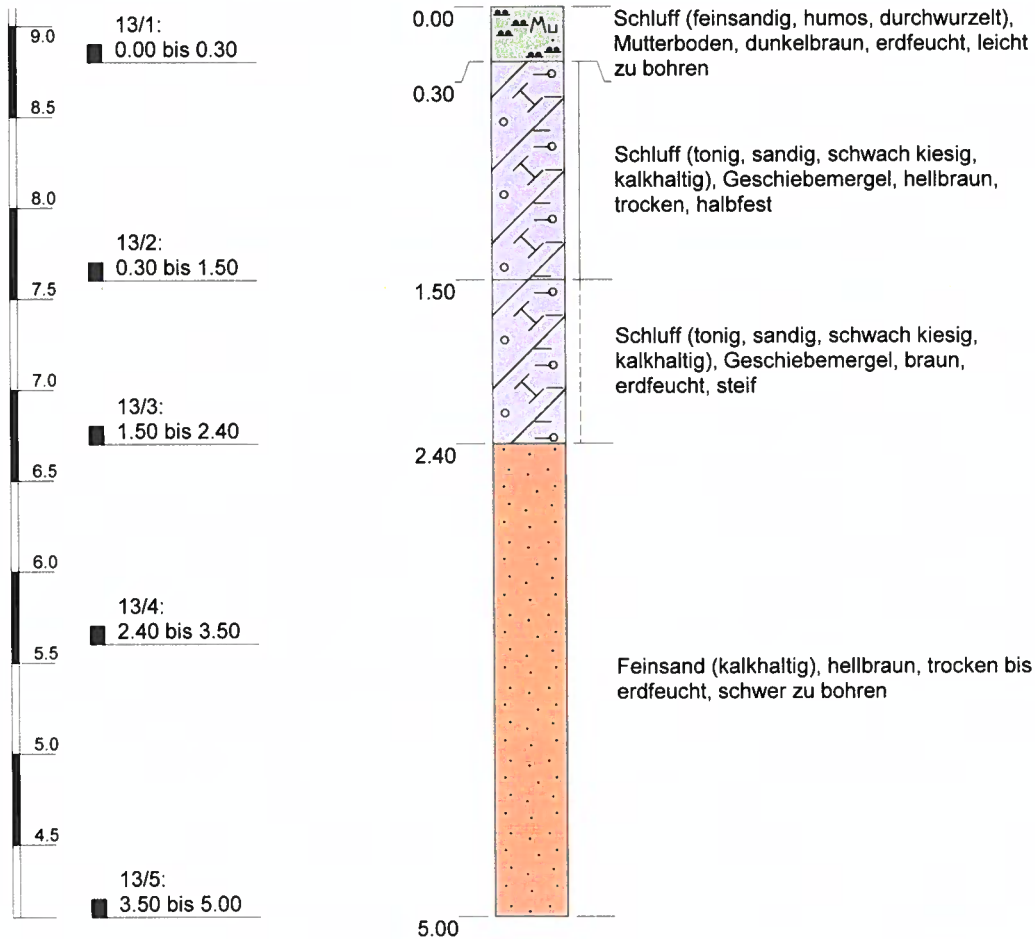 9.0
8.5
8.0
7.5
7.0
6.5
6.0
5.5
5.0
4.5
13/1:
0.00 bis 0.30
13/2:
0.30 bis 1.50
13/3:
1.50 bis 2.40
13/4:
2.40 bis 3.50
13/5:
3.50 bis 5.00
0.00
0.30
1.50
2.40
5.00
Mu
Schluff (feinsandig, humos, durchwurzelt),
Mutterboden, dunkelbraun, erdfeucht, leicht
zu bohren
Schluff (tonig, sandig, schwach kiesig,
kalkhaltig), Geschiebemergel, hellbraun,
trocken, halbfest
Schluff (tonig, sandig, schwach kiesig,
kalkhaltig), Geschiebemergel, braun,
erdfeucht, steif
Feinsand (kalkhaltig), hellbraun, trocken bis
erdfeucht, schwer zu bohren